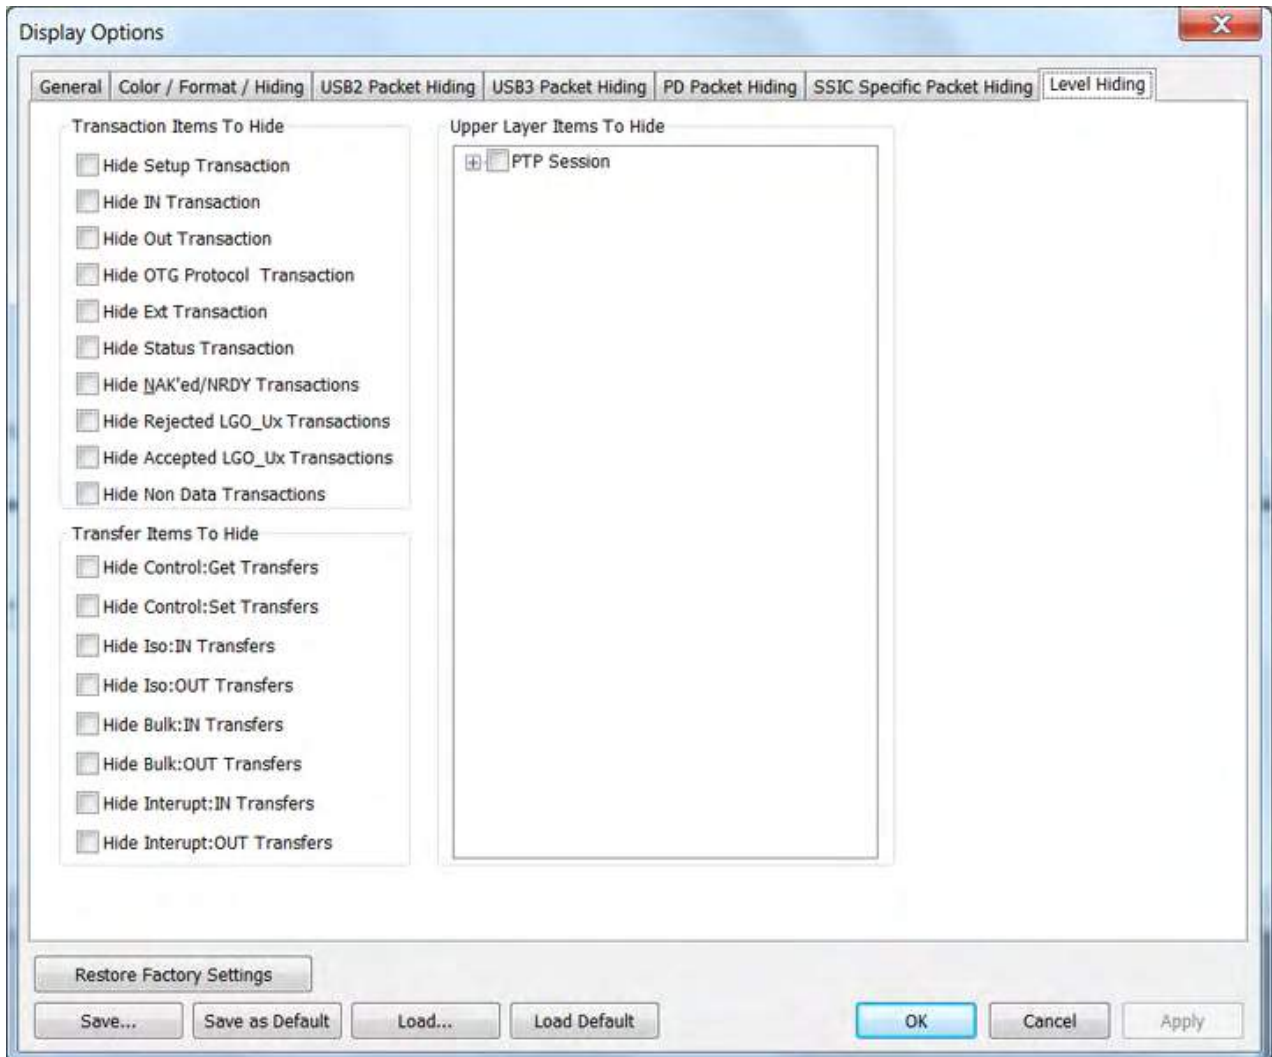 Display Options
General
Color / Format / Hiding
USB2 Packet Hiding
USB3 Packet Hiding
PD Packet Hiding
SSIC Specific Packet Hiding
Level Hiding
Transaction Items To Hide
Hide Setup Transaction
Hide IN Transaction
Hide Out Transaction
Hide OTG Protocol  Transaction
Hide Ext Transaction
Hide Status Transaction
Hide NAK'ed/NRDY Transactions
Hide Rejected LGO_Ux Transactions
Hide Accepted LGO_Ux Transactions
Hide Non Data Transactions
Transfer Items To Hide
Hide Control:Get Transfers
Hide Control:Set Transfers
Hide Iso:IN Transfers
Hide Iso:OUT Transfers
Hide Bulk:IN Transfers
Hide Bulk:OUT Transfers
Hide Interupt:IN Transfers
Hide Interupt:OUT Transfers
Upper Layer Items To Hide
PTP Session
Restore Factory Settings
Save...
Save as Default
Load...
Load Default
OK
Cancel
Apply